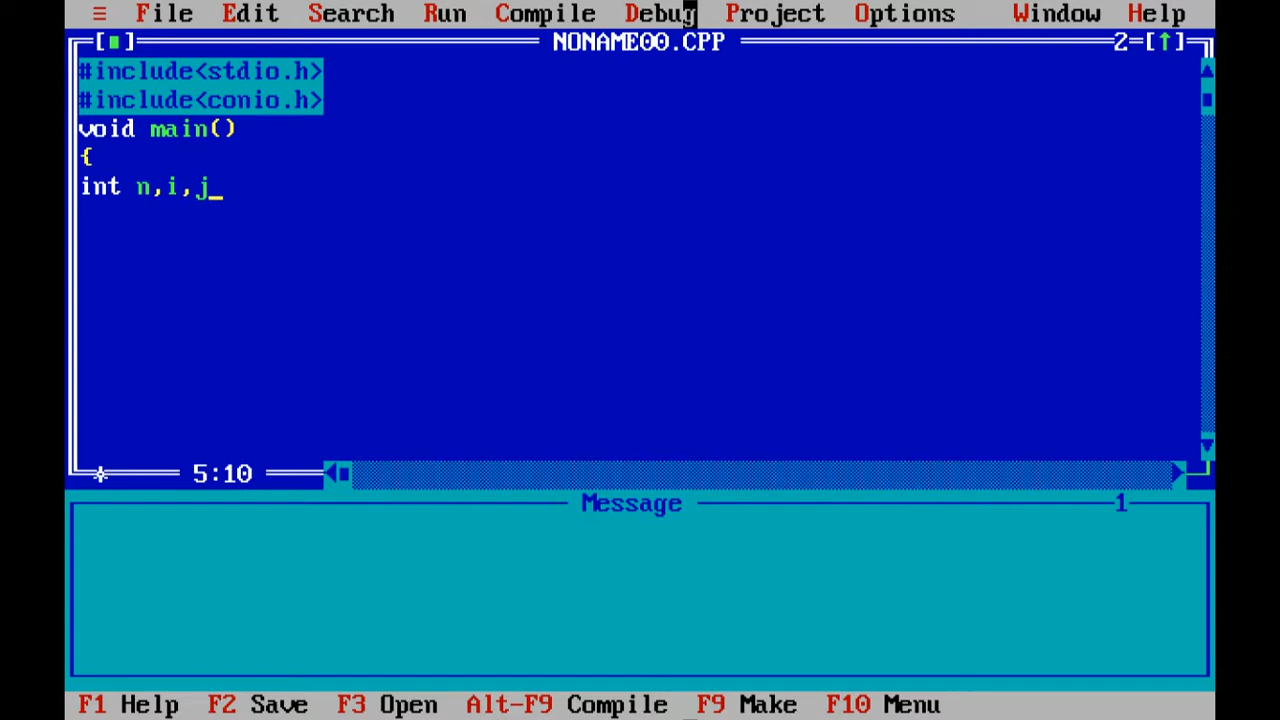 ≡ File Edit Search Run Compile Debug Project Options Window Help
[■] NONAME00.CPP 2=[↑]
#include<stdio.h>
#include<conio.h>
void main()
{
int n,i,j_
5:10
Message 1
F1 Help F2 Save F3 Open Alt-F9 Compile F9 Make F10 Menu